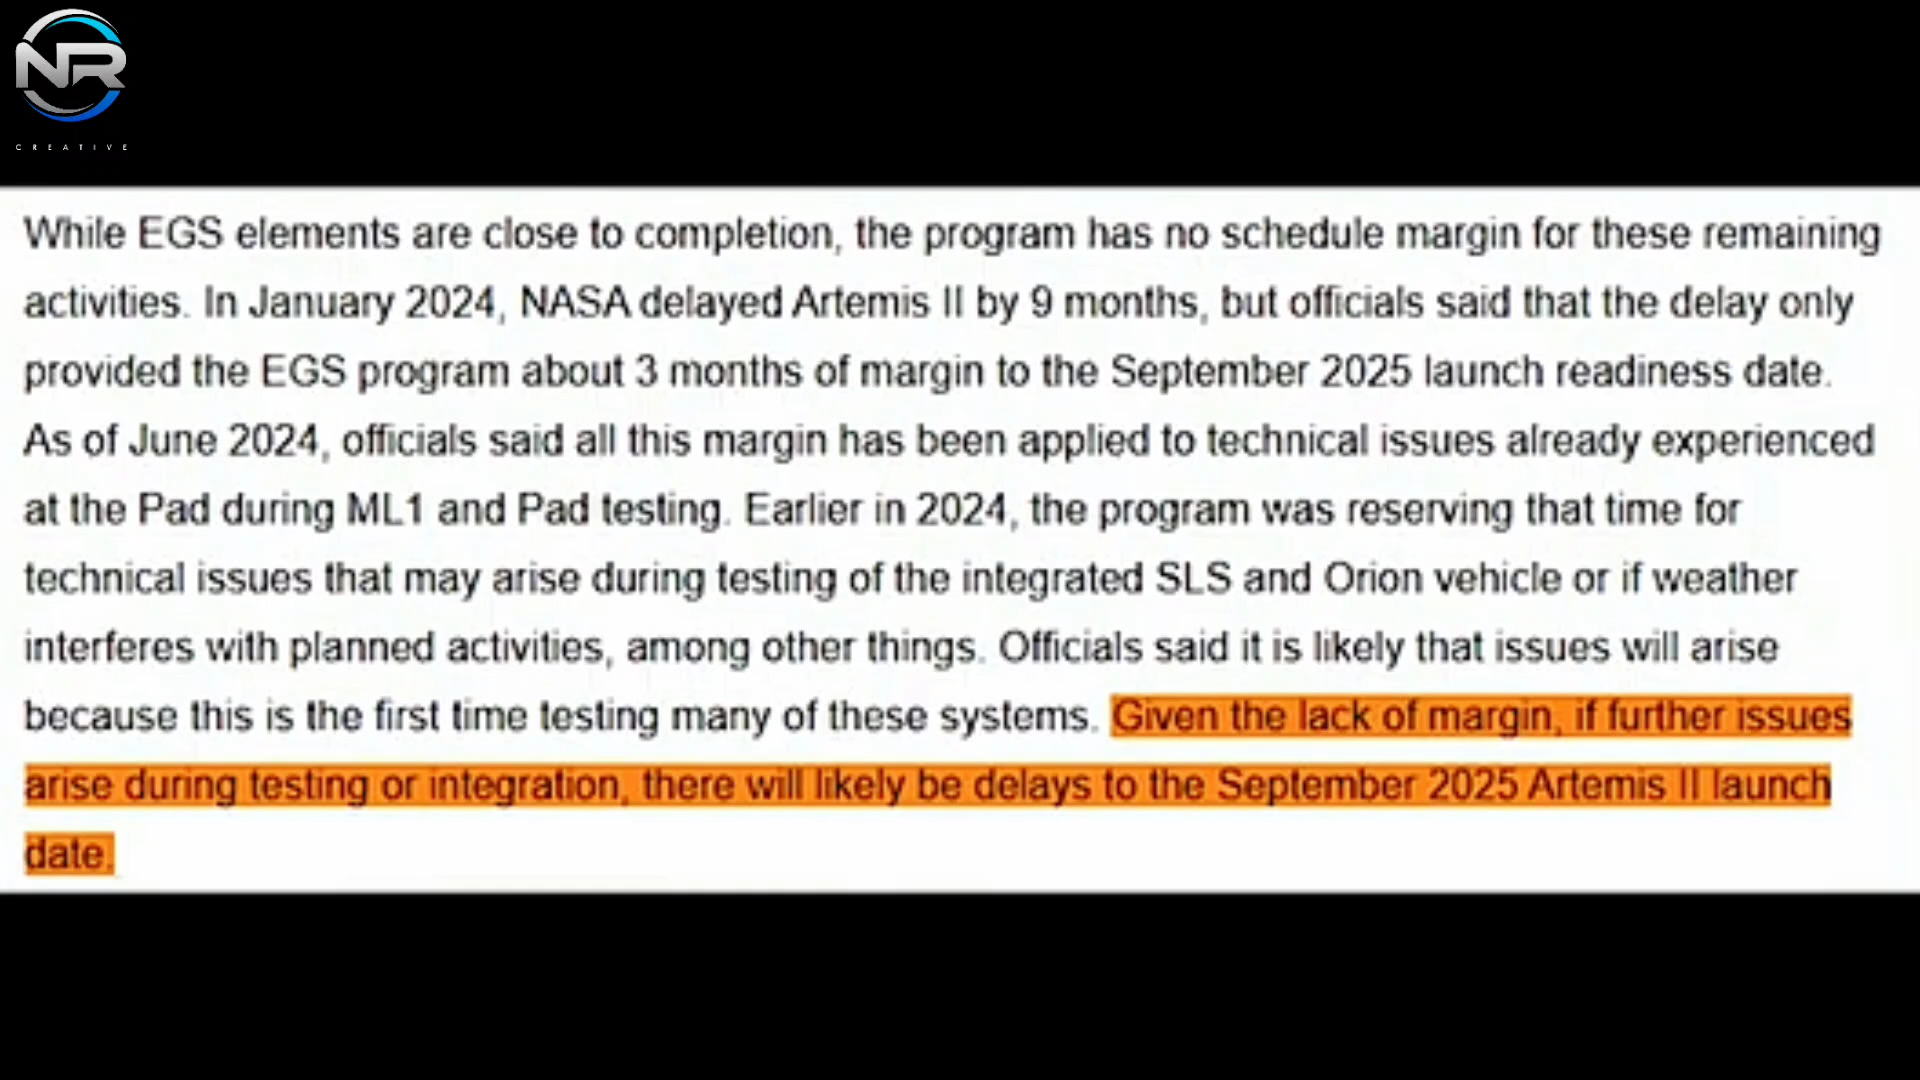 NR
CREATIVE
While EGS elements are close to completion, the program has no schedule margin for these remaining
activities. In January 2024, NASA delayed Artemis II by 9 months, but officials said that the delay only
provided the EGS program about 3 months of margin to the September 2025 launch readiness date.
As of June 2024, officials said all this margin has been applied to technical issues already experienced
at the Pad during ML1 and Pad testing. Earlier in 2024, the program was reserving that time for
technical issues that may arise during testing of the integrated SLS and Orion vehicle or if weather
interferes with planned activities, among other things. Officials said it is likely that issues will arise
because this is the first time testing many of these systems. Given the lack of margin, if further issues
arise during testing or integration, there will likely be delays to the September 2025 Artemis II launch
date.